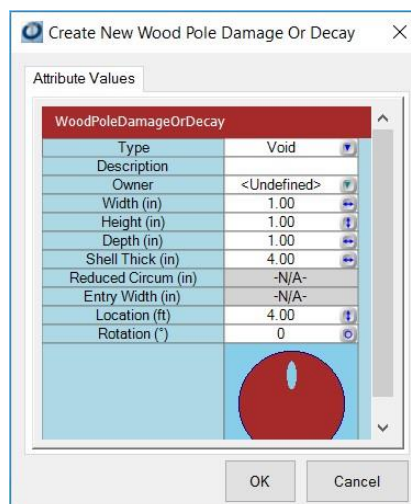 Create New Wood Pole Damage Or Decay
Attribute Values
WoodPoleDamageOrDecay
Type Void
Description
Owner <Undefined>
Width (in) 1.00
Height (in) 1.00
Depth (in) 1.00
Shell Thick (in) 4.00
Reduced Circum (in) -N/A-
Entry Width (in) -N/A-
Location (ft) 4.00
Rotation (°) 0
OK Cancel